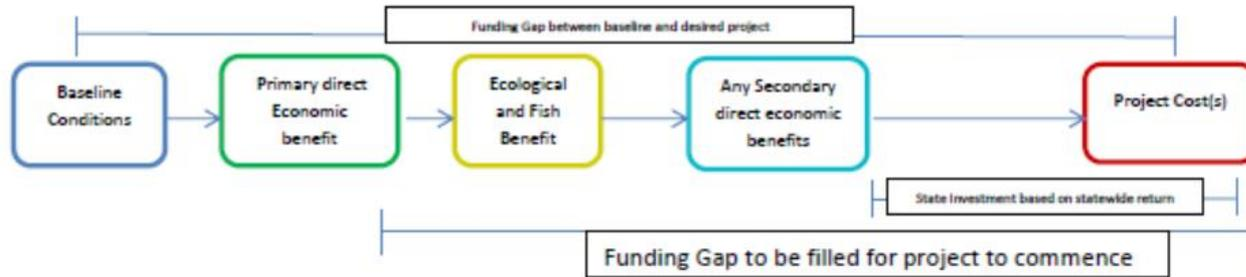 Funding Gap between baseline and desired project
Baseline
Conditions
Primary direct
Economic
benefit
Ecological
and Fish
Benefit
Any Secondary
direct economic
benefits
Project Cost(s)
State Investment based on statewide return
Funding Gap to be filled for project to commence